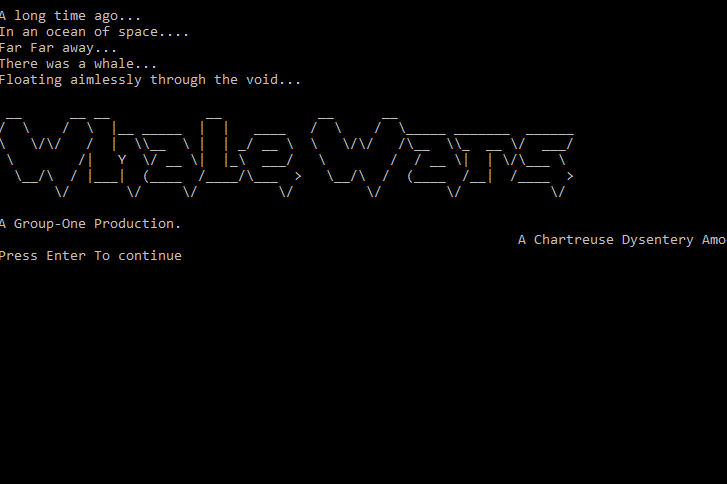 A long time ago...
In an ocean of space....
Far Far away...
There was a whale...
Floating aimlessly through the void...
Whale Wars
A Group-One Production.
A Chartreuse Dysentery Amo
Press Enter To continue